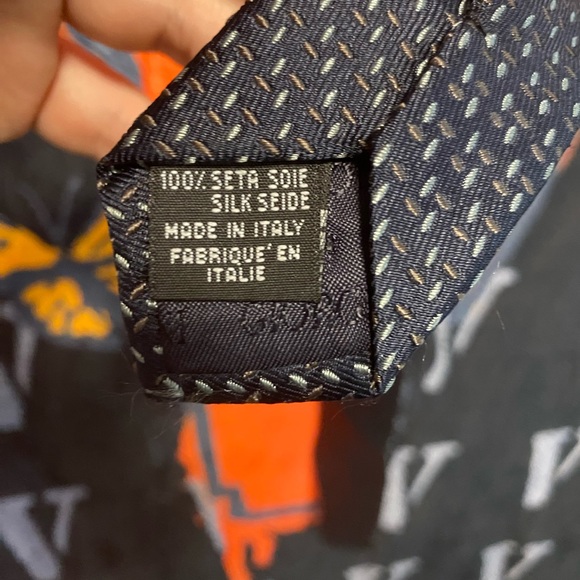 100% SETA SOIE
SILK SEIDE
MADE IN ITALY
FABRIQUE' EN
ITALIE
V
V
V
V
V